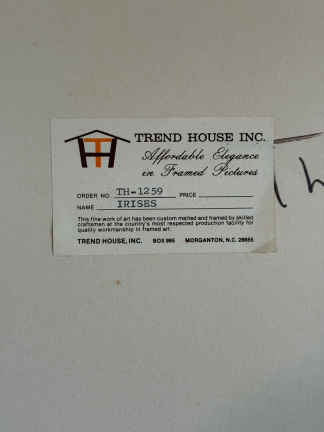 TREND HOUSE INC.
Affordable Elegance
in Framed Pictures
ORDER NO. TH-1259 PRICE
NAME IRISES
This fine work of art has been custom matted and framed by skilled
craftsmen at the country's most respected production facility for
quality workmanship in framed art.
TREND HOUSE, INC. BOX 995 MORGANTON, N.C. 28655
Th